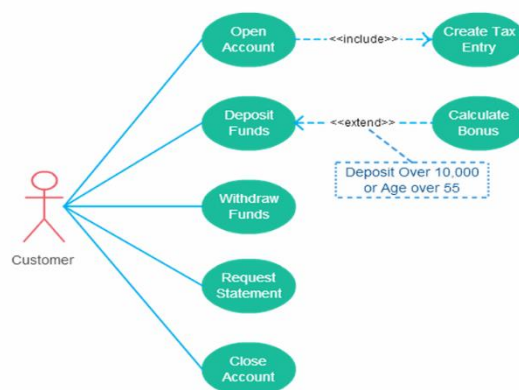 Open
Account
<<include>>
Create Tax
Entry
Deposit
Funds
<<extend>>
Calculate
Bonus
Deposit Over 10,000
or Age over 55
Withdraw
Funds
Customer
Request
Statement
Close
Account